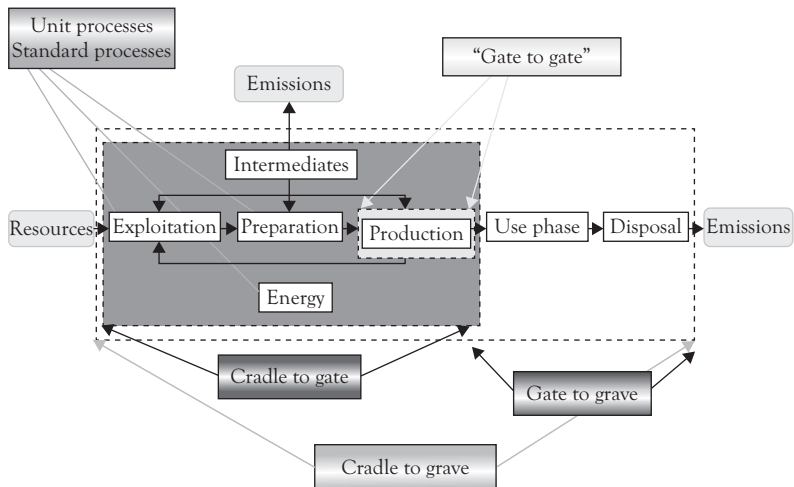 Unit processes
Standard processes
“Gate to gate”
Emissions
Intermediates
Resources
Exploitation
Preparation
Production
Use phase
Disposal
Emissions
Energy
Cradle to gate
Gate to grave
Cradle to grave